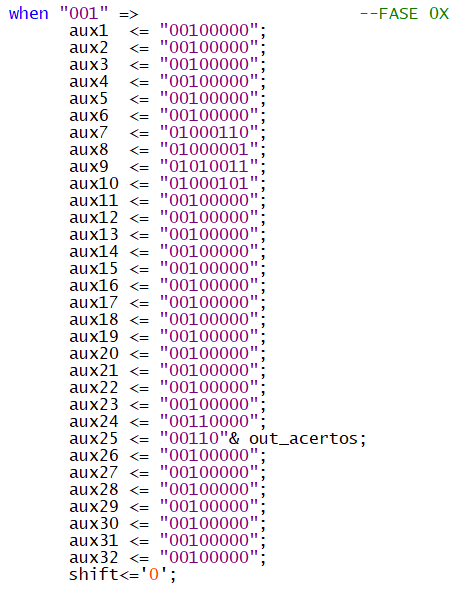 when "001" => --FASE 0X
aux1 <= "00100000";
aux2 <= "00100000";
aux3 <= "00100000";
aux4 <= "00100000";
aux5 <= "00100000";
aux6 <= "00100000";
aux7 <= "01000110";
aux8 <= "01000001";
aux9 <= "01010011";
aux10 <= "01000101";
aux11 <= "00100000";
aux12 <= "00100000";
aux13 <= "00100000";
aux14 <= "00100000";
aux15 <= "00100000";
aux16 <= "00100000";
aux17 <= "00100000";
aux18 <= "00100000";
aux19 <= "00100000";
aux20 <= "00100000";
aux21 <= "00100000";
aux22 <= "00100000";
aux23 <= "00100000";
aux24 <= "00110000";
aux25 <= "00110"& out_acertos;
aux26 <= "00100000";
aux27 <= "00100000";
aux28 <= "00100000";
aux29 <= "00100000";
aux30 <= "00100000";
aux31 <= "00100000";
aux32 <= "00100000";
shift<='0';